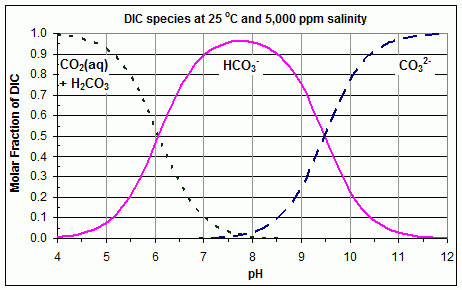 DIC species at 25 °C and 5,000 ppm salinity
Molar Fraction of DIC
1.0
0.9
0.8
0.7
0.6
0.5
0.4
0.3
0.2
0.1
0.0
CO₂(aq)
+ H₂CO₃
HCO₃⁻
CO₃²⁻
4 5 6 7 8 9 10 11 12
pH